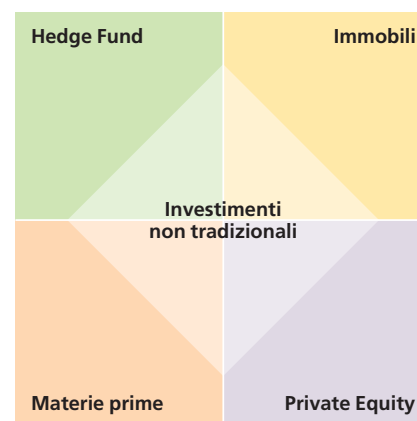 Hedge Fund
Immobili
Investimenti
non tradizionali
Materie prime
Private Equity